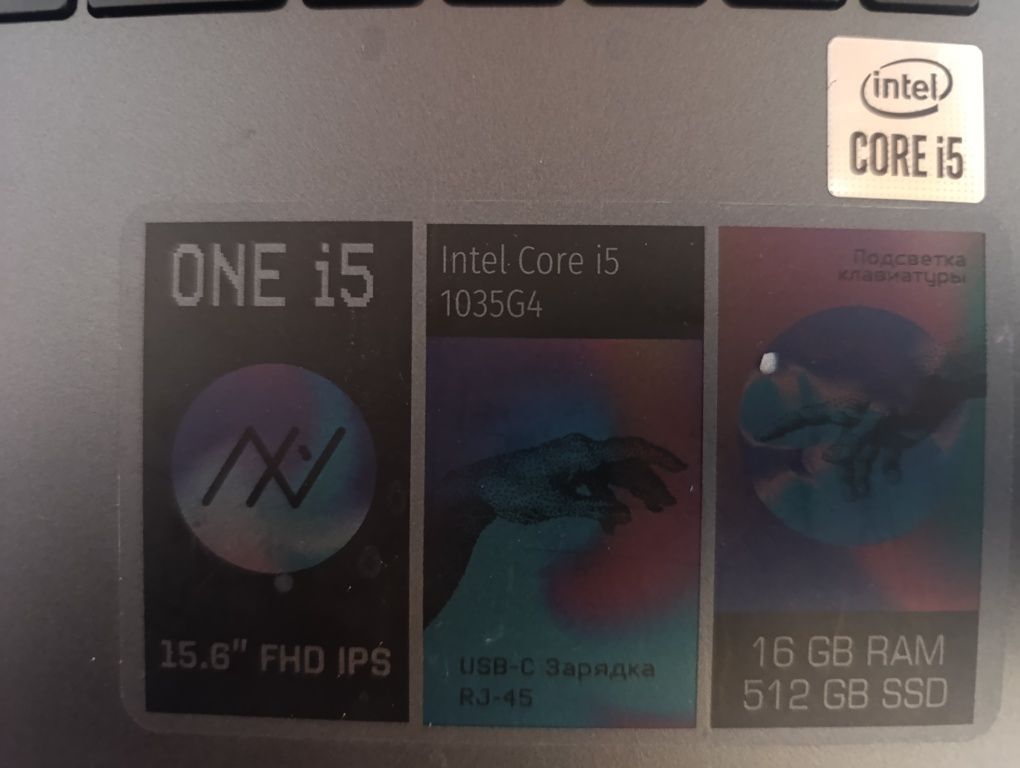 intel
CORE i5
ONE i5
15.6" FHD IPS
Intel Core i5
1035G4
USB-C Зарядка
RJ-45
Подсветка
клавиатуры
16 GB RAM
512 GB SSD